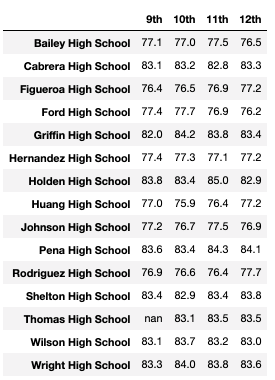 9th 10th 11th 12th
Bailey High School 77.1 77.0 77.5 76.5
Cabrera High School 83.1 83.2 82.8 83.3
Figueroa High School 76.4 76.5 76.9 77.2
Ford High School 77.4 77.7 76.9 76.2
Griffin High School 82.0 84.2 83.8 83.4
Hernandez High School 77.4 77.3 77.1 77.2
Holden High School 83.8 83.4 85.0 82.9
Huang High School 77.0 75.9 76.4 77.2
Johnson High School 77.2 76.7 77.5 76.9
Pena High School 83.6 83.4 84.3 84.1
Rodriguez High School 76.9 76.6 76.4 77.7
Shelton High School 83.4 82.9 83.4 83.8
Thomas High School nan 83.1 83.5 83.5
Wilson High School 83.1 83.7 83.2 83.0
Wright High School 83.3 84.0 83.8 83.6